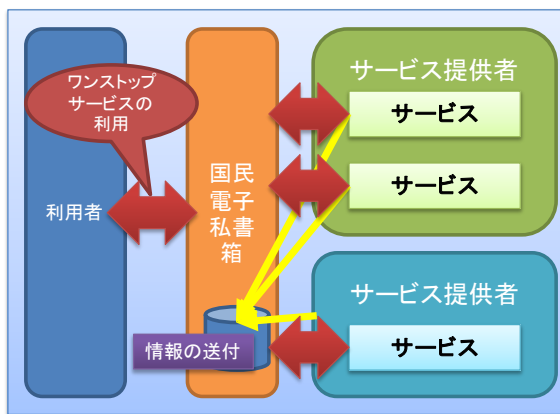 ワンストップ
サービスの
利用
利用者
国民
電子
私書
箱
情報の送付
サービス提供者
サービス
サービス
サービス提供者
サービス